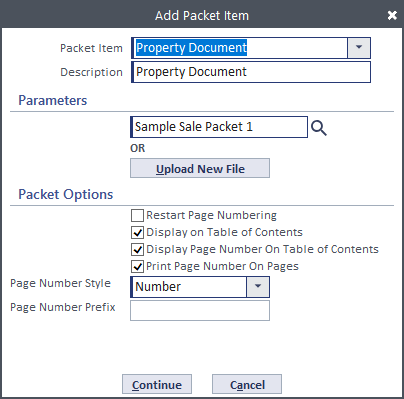 Add Packet Item
Packet Item Property Document
Description Property Document
Parameters
Sample Sale Packet 1
OR
Upload New File
Packet Options
Restart Page Numbering
Display on Table of Contents
Display Page Number On Table of Contents
Print Page Number On Pages
Page Number Style Number
Page Number Prefix
Continue Cancel